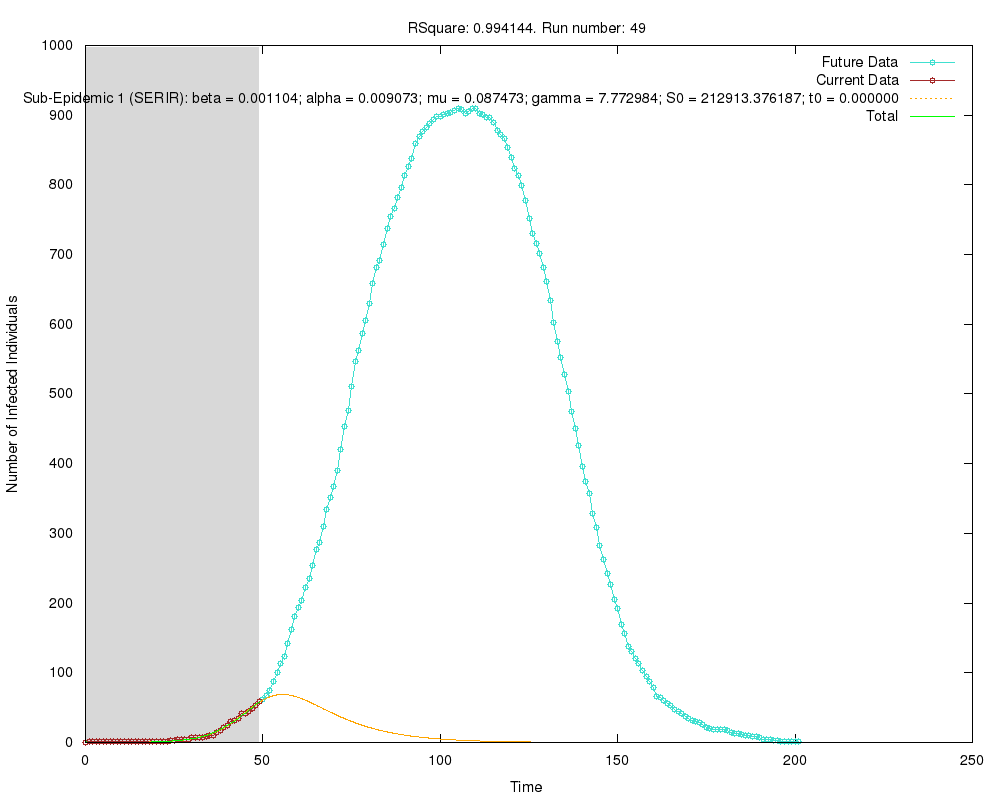 RSquare: 0.994144. Run number: 49
1000
900
800
700
600
500
400
300
200
100
0
Number of Infected Individuals
Future Data
Current Data
Sub-Epidemic 1 (SERIR): beta = 0.001104; alpha = 0.009073; mu = 0.087473; gamma = 7.772984; S0 = 212913.376187; t0 = 0.000000
Total
0 50 100 150 200 250
Time